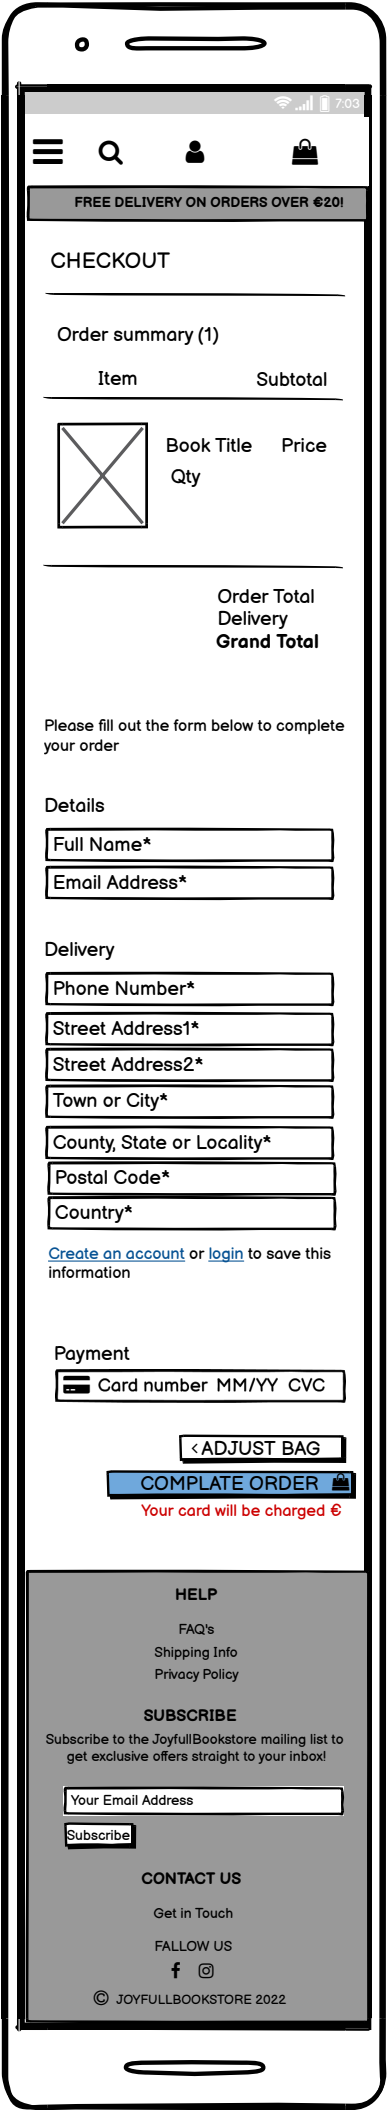 7:03
FREE DELIVERY ON ORDERS OVER €20!
CHECKOUT
Order summary (1)
Item Subtotal
Book Title Price
Qty
Order Total
Delivery
Grand Total
Please fill out the form below to complete
your order
Details
Full Name*
Email Address*
Delivery
Phone Number*
Street Address1*
Street Address2*
Town or City*
County, State or Locality*
Postal Code*
Country*
Create an account or login to save this
information
Payment
Card number MM/YY CVC
<ADJUST BAG
COMPLATE ORDER
Your card will be charged €
HELP
FAQ's
Shipping Info
Privacy Policy
SUBSCRIBE
Subscribe to the JoyfullBookstore mailing list to
get exclusive offers straight to your inbox!
Your Email Address
Subscribe
CONTACT US
Get in Touch
FALLOW US
© JOYFULLBOOKSTORE 2022